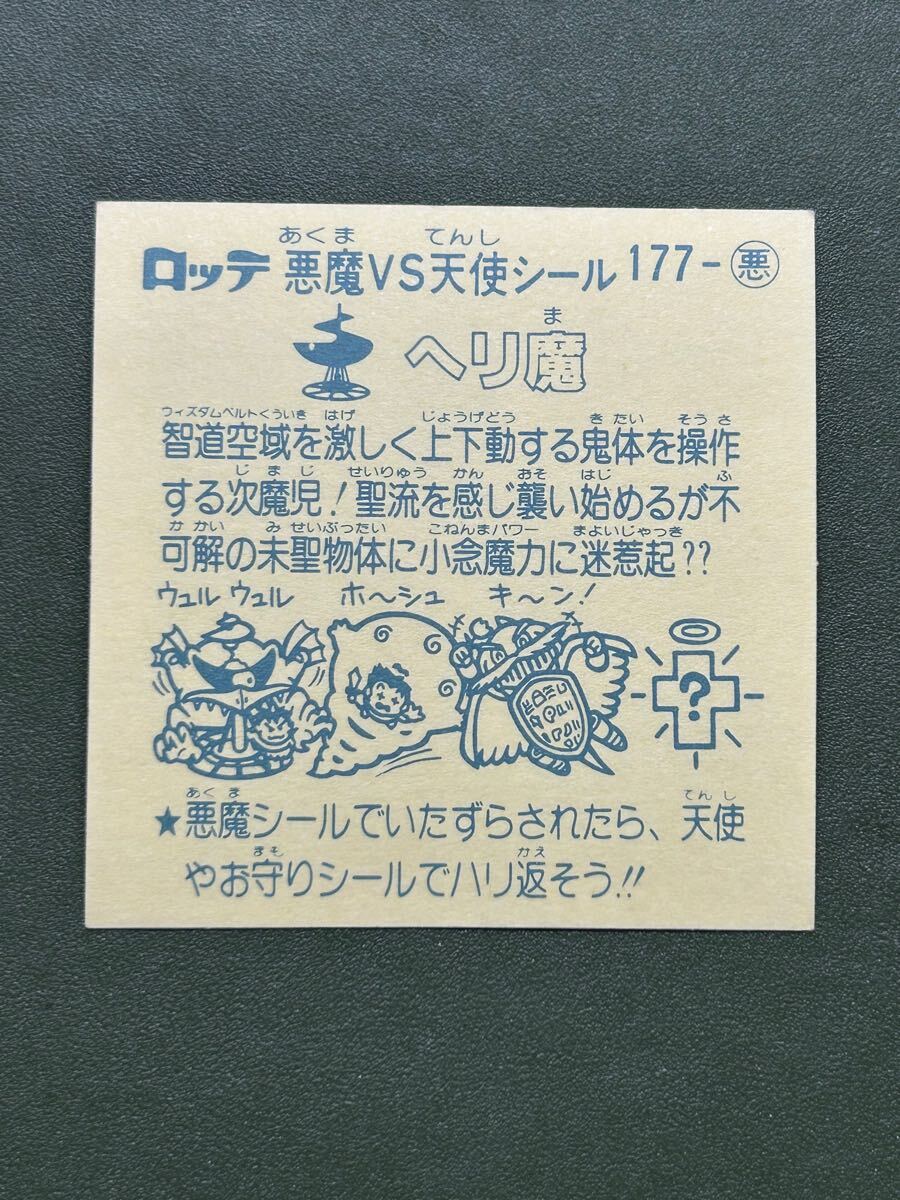 あくま てんし
ロッテ 悪魔VS天使シール 177-悪
ま
ヘリ魔
ウィズダムベルトくういき はげ じょうげどう きたい そうさ
智道空域を激しく上下動する鬼体を操作
じまじ せいりゅう かん おそ はじ ふ
する次魔児!聖流を感じ襲い始めるが不
かかい み せいぶったい こねんまパワー まよいじゃっき
可解の未聖物体に小念魔力に迷惹起??
ウュル ウュル ホ〜シュ キ〜ン!
?
あくま てんし
★悪魔シールでいたずらされたら、天使
まも かえ
やお守りシールでハリ返そう!!